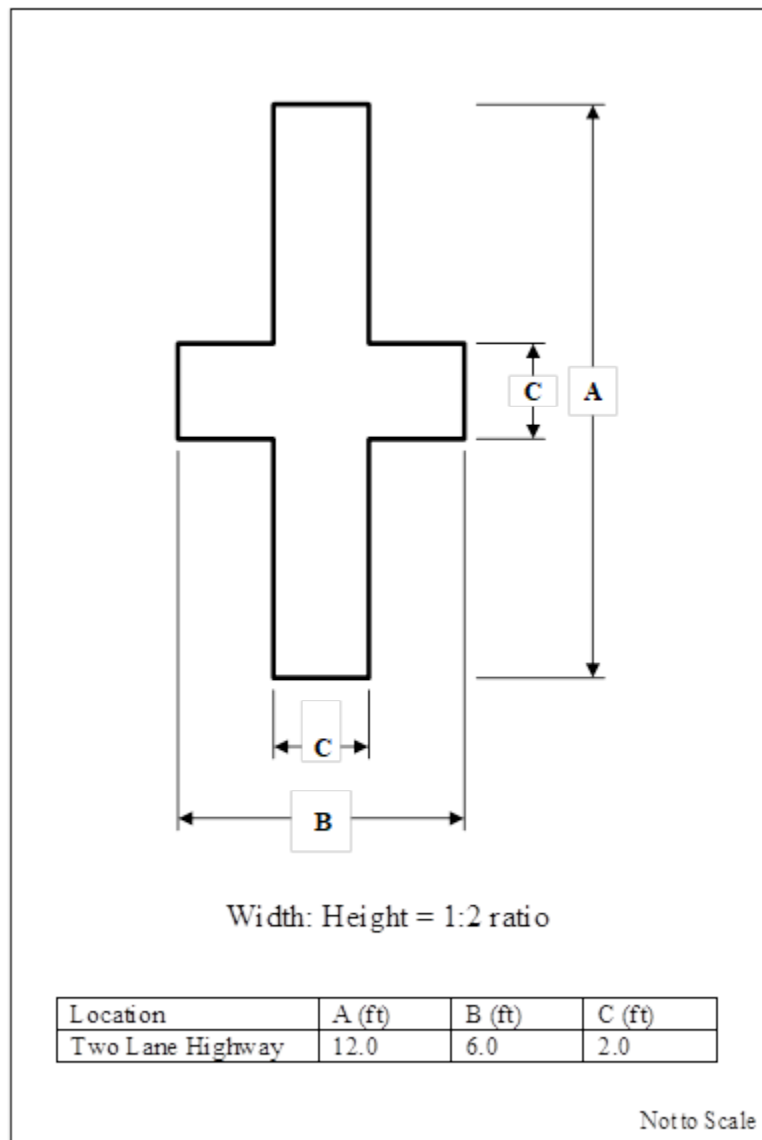 C
A
C
B
Width: Height = 1:2 ratio
Location A (ft) B (ft) C (ft)
Two Lane Highway 12.0 6.0 2.0
Not to Scale